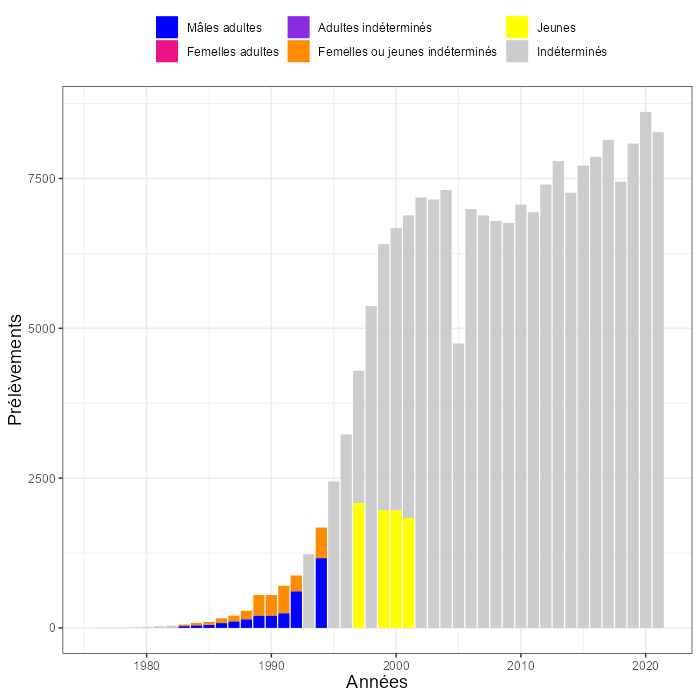 Mâles adultes Adultes indéterminés Jeunes
Femelles adultes Femelles ou jeunes indéterminés Indéterminés
7500
5000
2500
0
Prélèvements
1980 1990 2000 2010 2020
Années